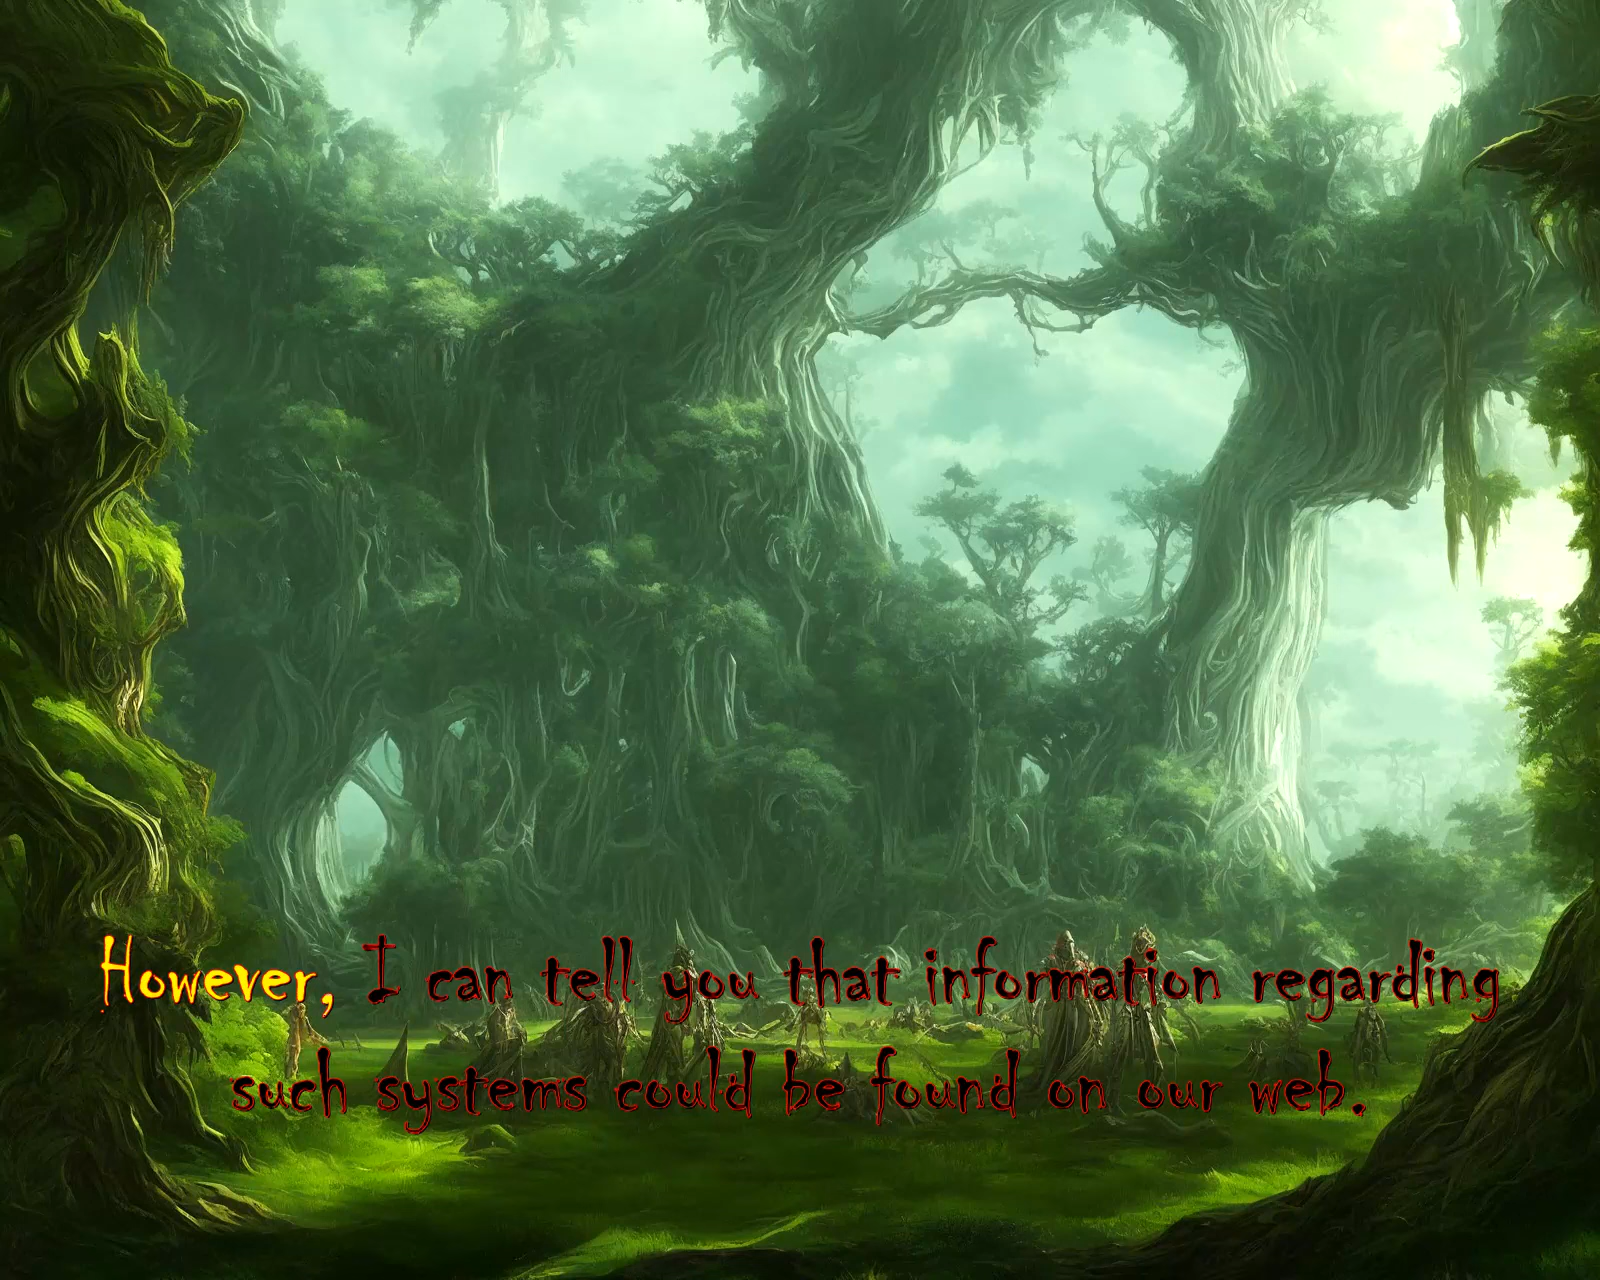 However, I can tell you that information regarding
such systems could be found on our web.